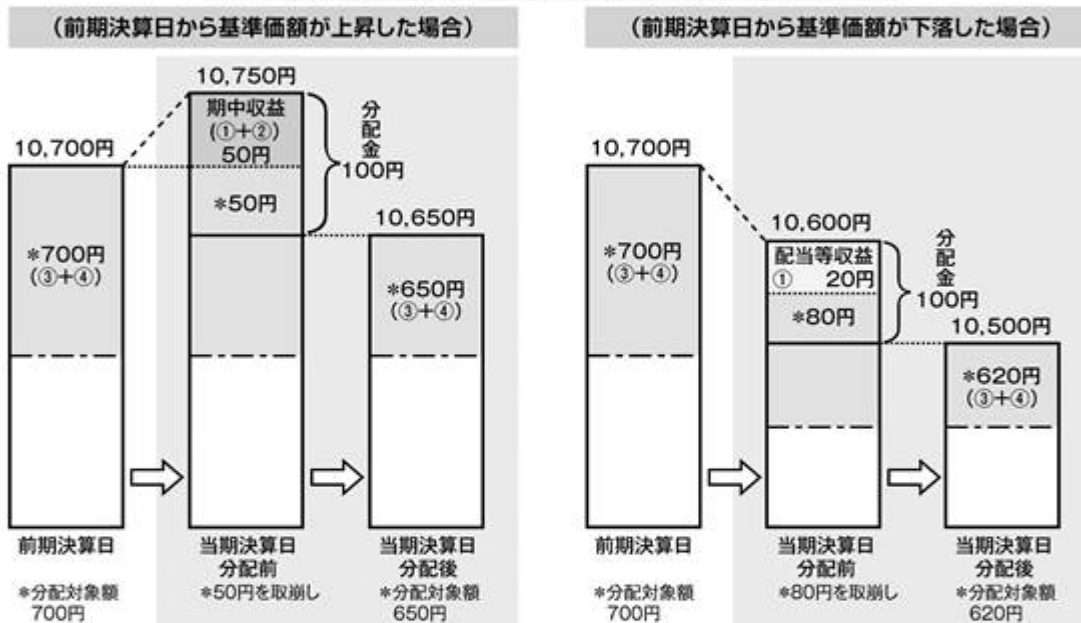 (前期決算日から基準価額が上昇した場合)
10,750円
期中収益
(①+②)
50円
*50円
分配金
100円
10,700円
*700円
(③+④)
10,650円
*650円
(③+④)
前期決算日
当期決算日
分配前
当期決算日
分配後
*分配対象額
700円
*50円を取崩し
*分配対象額
650円
(前期決算日から基準価額が下落した場合)
10,700円
*700円
(③+④)
10,600円
配当等収益
① 20円
*80円
分配金
100円
10,500円
*620円
(③+④)
前期決算日
当期決算日
分配前
当期決算日
分配後
*分配対象額
700円
*80円を取崩し
*分配対象額
620円